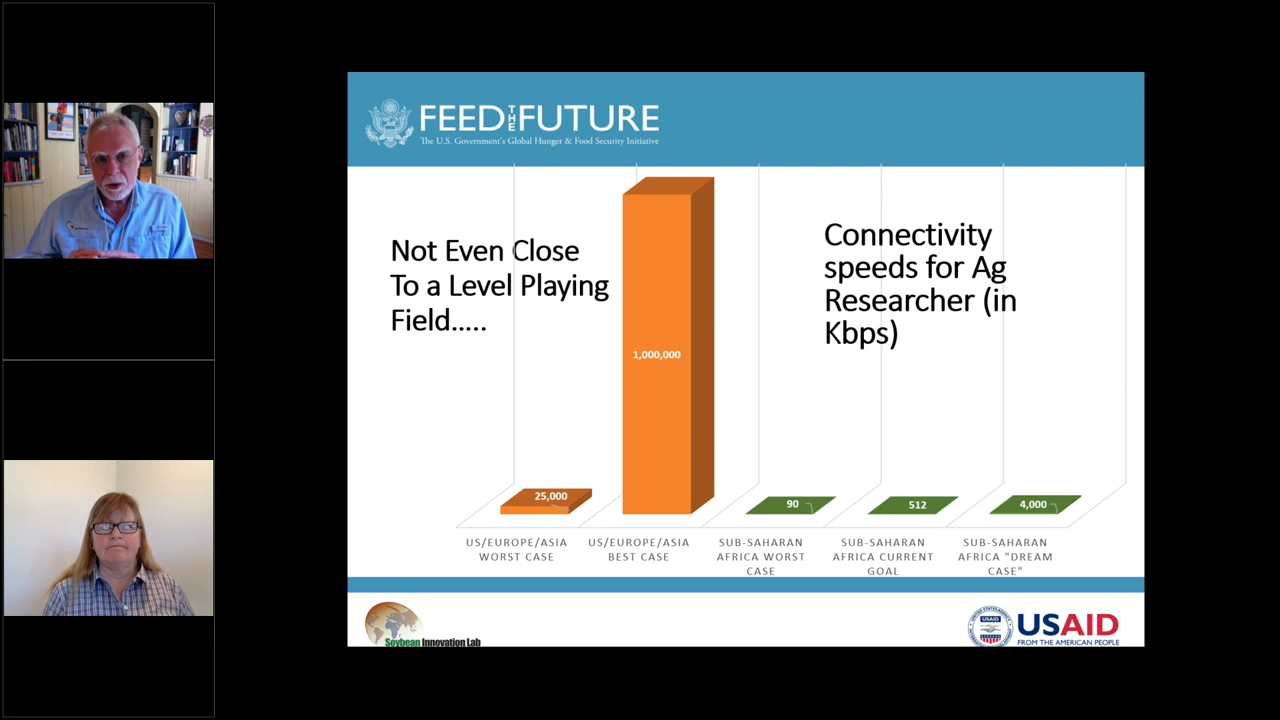 FEED THE FUTURE
The U.S. Government's Global Hunger & Food Security Initiative
Not Even Close
To a Level Playing
Field.....
Connectivity
speeds for Ag
Researcher (in
Kbps)
1,000,000
25,000
90
512
4,000
US/EUROPE/ASIA
WORST CASE
US/EUROPE/ASIA
BEST CASE
SUB-SAHARAN
AFRICA WORST
CASE
SUB-SAHARAN
AFRICA CURRENT
GOAL
SUB-SAHARAN
AFRICA "DREAM
CASE"
Soybean Innovation Lab
USAID
USAID
FROM THE AMERICAN PEOPLE